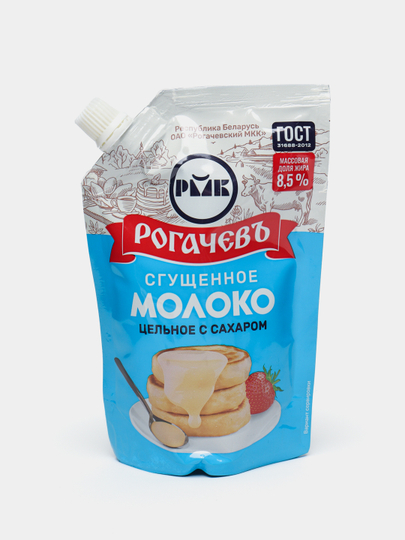 Республика Беларусь
ОАО «Рогачевский МКК»
ГОСТ
31688-2012
МАССОВАЯ
ДОЛЯ ЖИРА
8,5%
РМК
РОГАЧЕВЪ
СГУЩЕННОЕ
МОЛОКО
ЦЕЛЬНОЕ С САХАРОМ